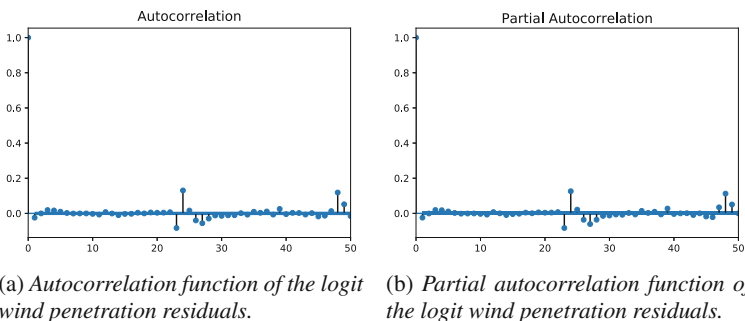 Autocorrelation
1.0
0.8
0.6
0.4
0.2
0.0
0 10 20 30 40 50
Partial Autocorrelation
1.0
0.8
0.6
0.4
0.2
0.0
0 10 20 30 40 50
(a) Autocorrelation function of the logit
wind penetration residuals.
(b) Partial autocorrelation function of
the logit wind penetration residuals.